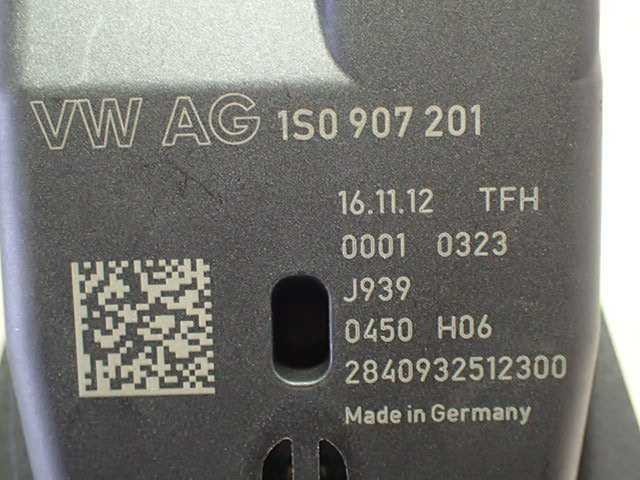 VW AG 1S0 907 201
16.11.12 TFH
0001 0323
J939
0450 H06
2840932512300
Made in Germany